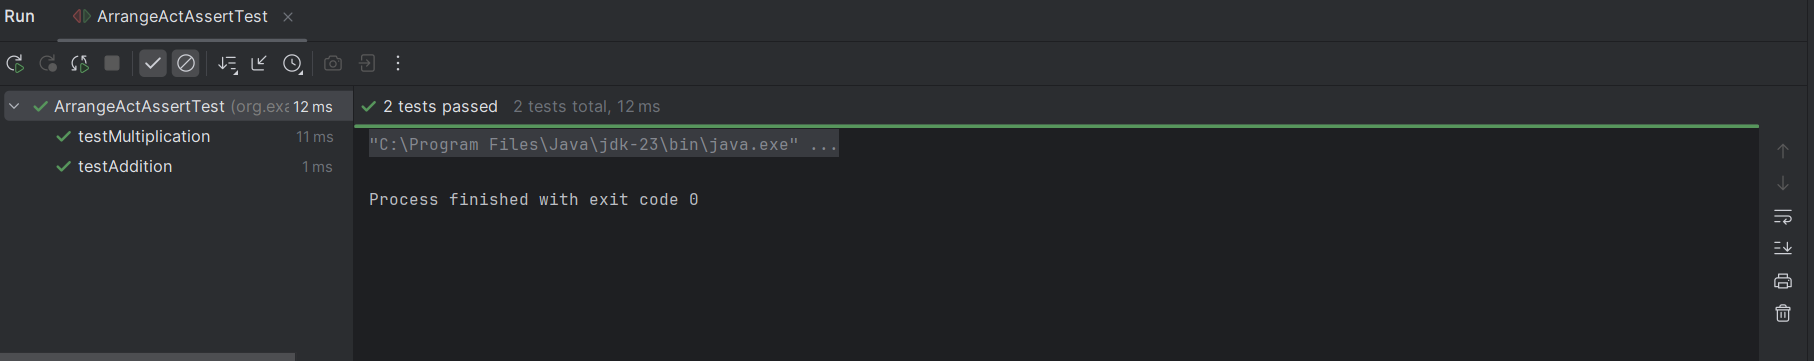 Run ArrangeActAssertTest
ArrangeActAssertTest (org.exa 12 ms
testMultiplication 11 ms
testAddition 1 ms
2 tests passed 2 tests total, 12 ms
"C:\Program Files\Java\jdk-23\bin\java.exe" ...
Process finished with exit code 0